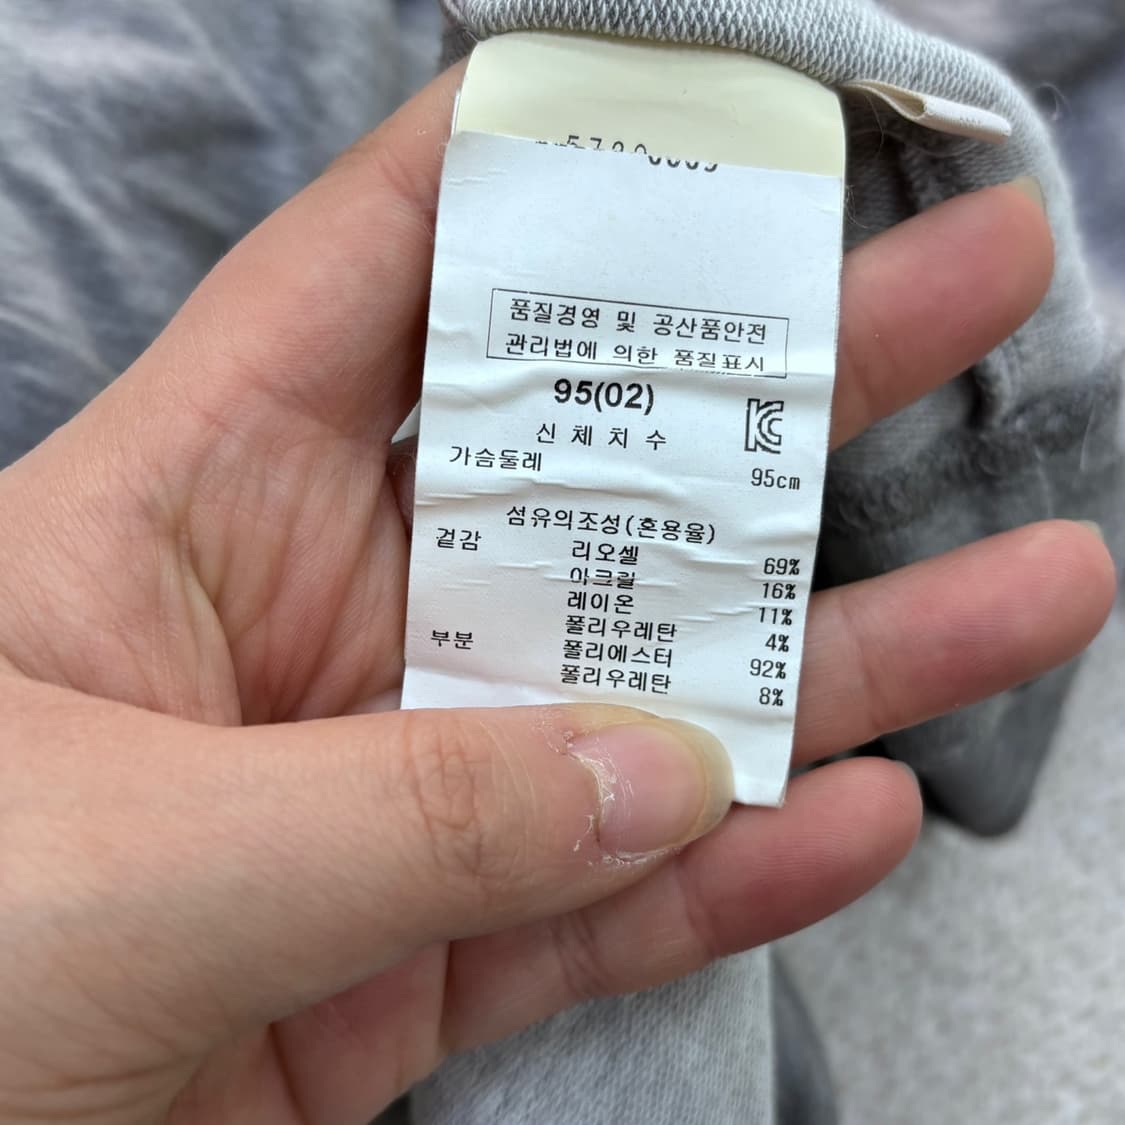 품질경영 및 공산품안전
관리법에 의한 품질표시
95(02)
신체치수
가슴둘레 95cm
섬유의조성(혼용율)
겉감 리오셀 69%
아크릴 16%
레이온 11%
폴리우레탄 4%
부분 폴리에스터 92%
폴리우레탄 8%